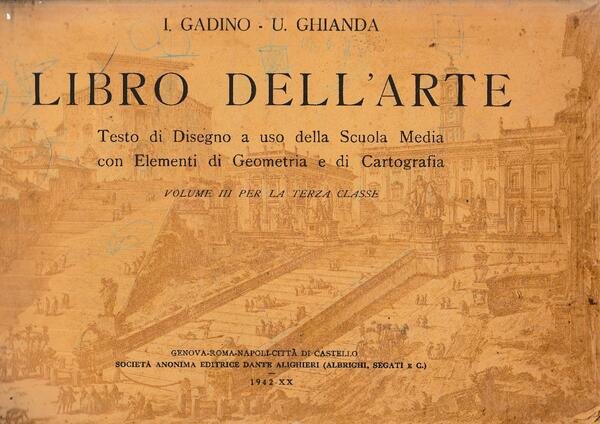 I. GADINO - U. GHIANDA
LIBRO DELL'ARTE
Testo di Disegno a uso della Scuola Media
con Elementi di Geometria e di Cartografia
VOLUME III PER LA TERZA CLASSE
GENOVA-ROMA-NAPOLI-CITTÀ DI CASTELLO
SOCIETÀ ANONIMA EDITRICE DANTE ALIGHIERI (ALBRIGHI, SEGATI e C.)
1942-XX